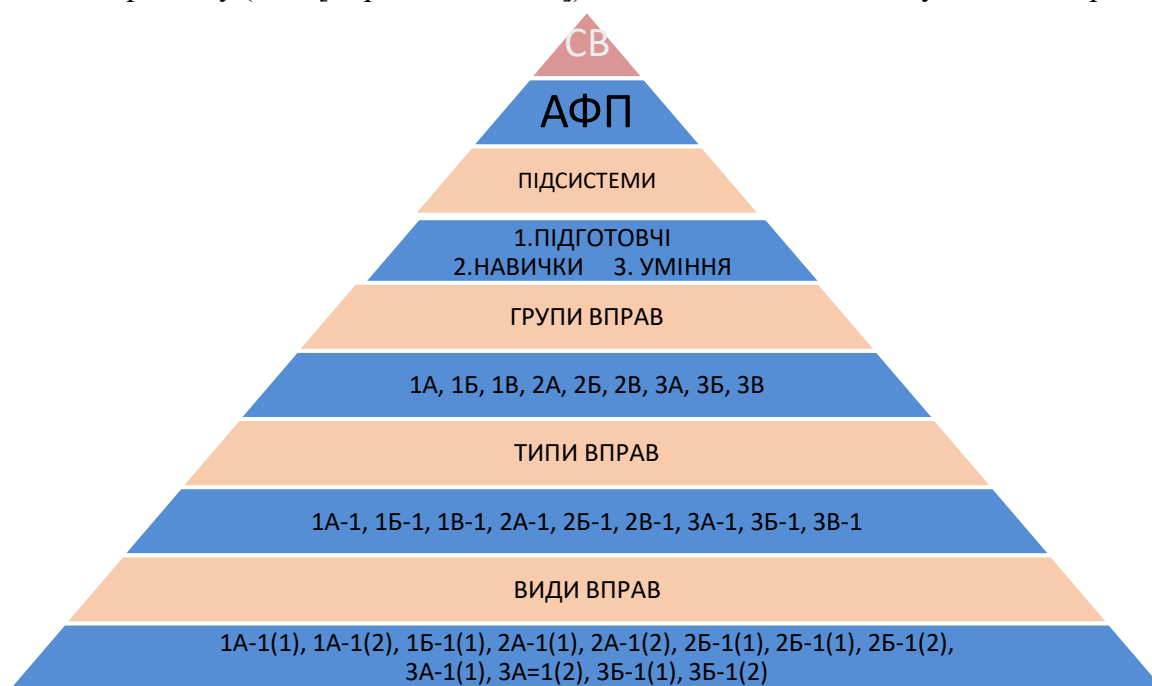 СВ
АФП
ПІДСИСТЕМИ
1.ПІДГОТОВЧІ
2.НАВИЧКИ 3. УМІННЯ
ГРУПИ ВПРАВ
1А, 1Б, 1В, 2А, 2Б, 2В, 3А, 3Б, 3В
ТИПИ ВПРАВ
1А-1, 1Б-1, 1В-1, 2А-1, 2Б-1, 2В-1, 3А-1, 3Б-1, 3В-1
ВИДИ ВПРАВ
1А-1(1), 1А-1(2), 1Б-1(1), 2А-1(1), 2А-1(2), 2Б-1(1), 2Б-1(1), 2Б-1(2),
3А-1(1), 3А=1(2), 3Б-1(1), 3Б-1(2)